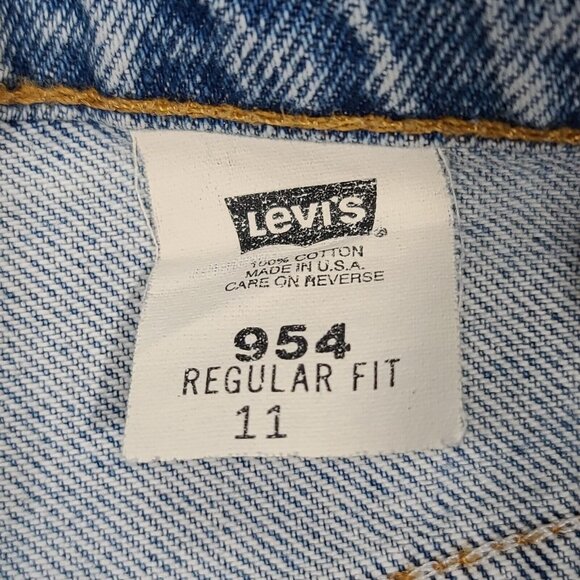 Levi's
100% COTTON
MADE IN U.S.A.
CARE ON REVERSE
954
REGULAR FIT
11